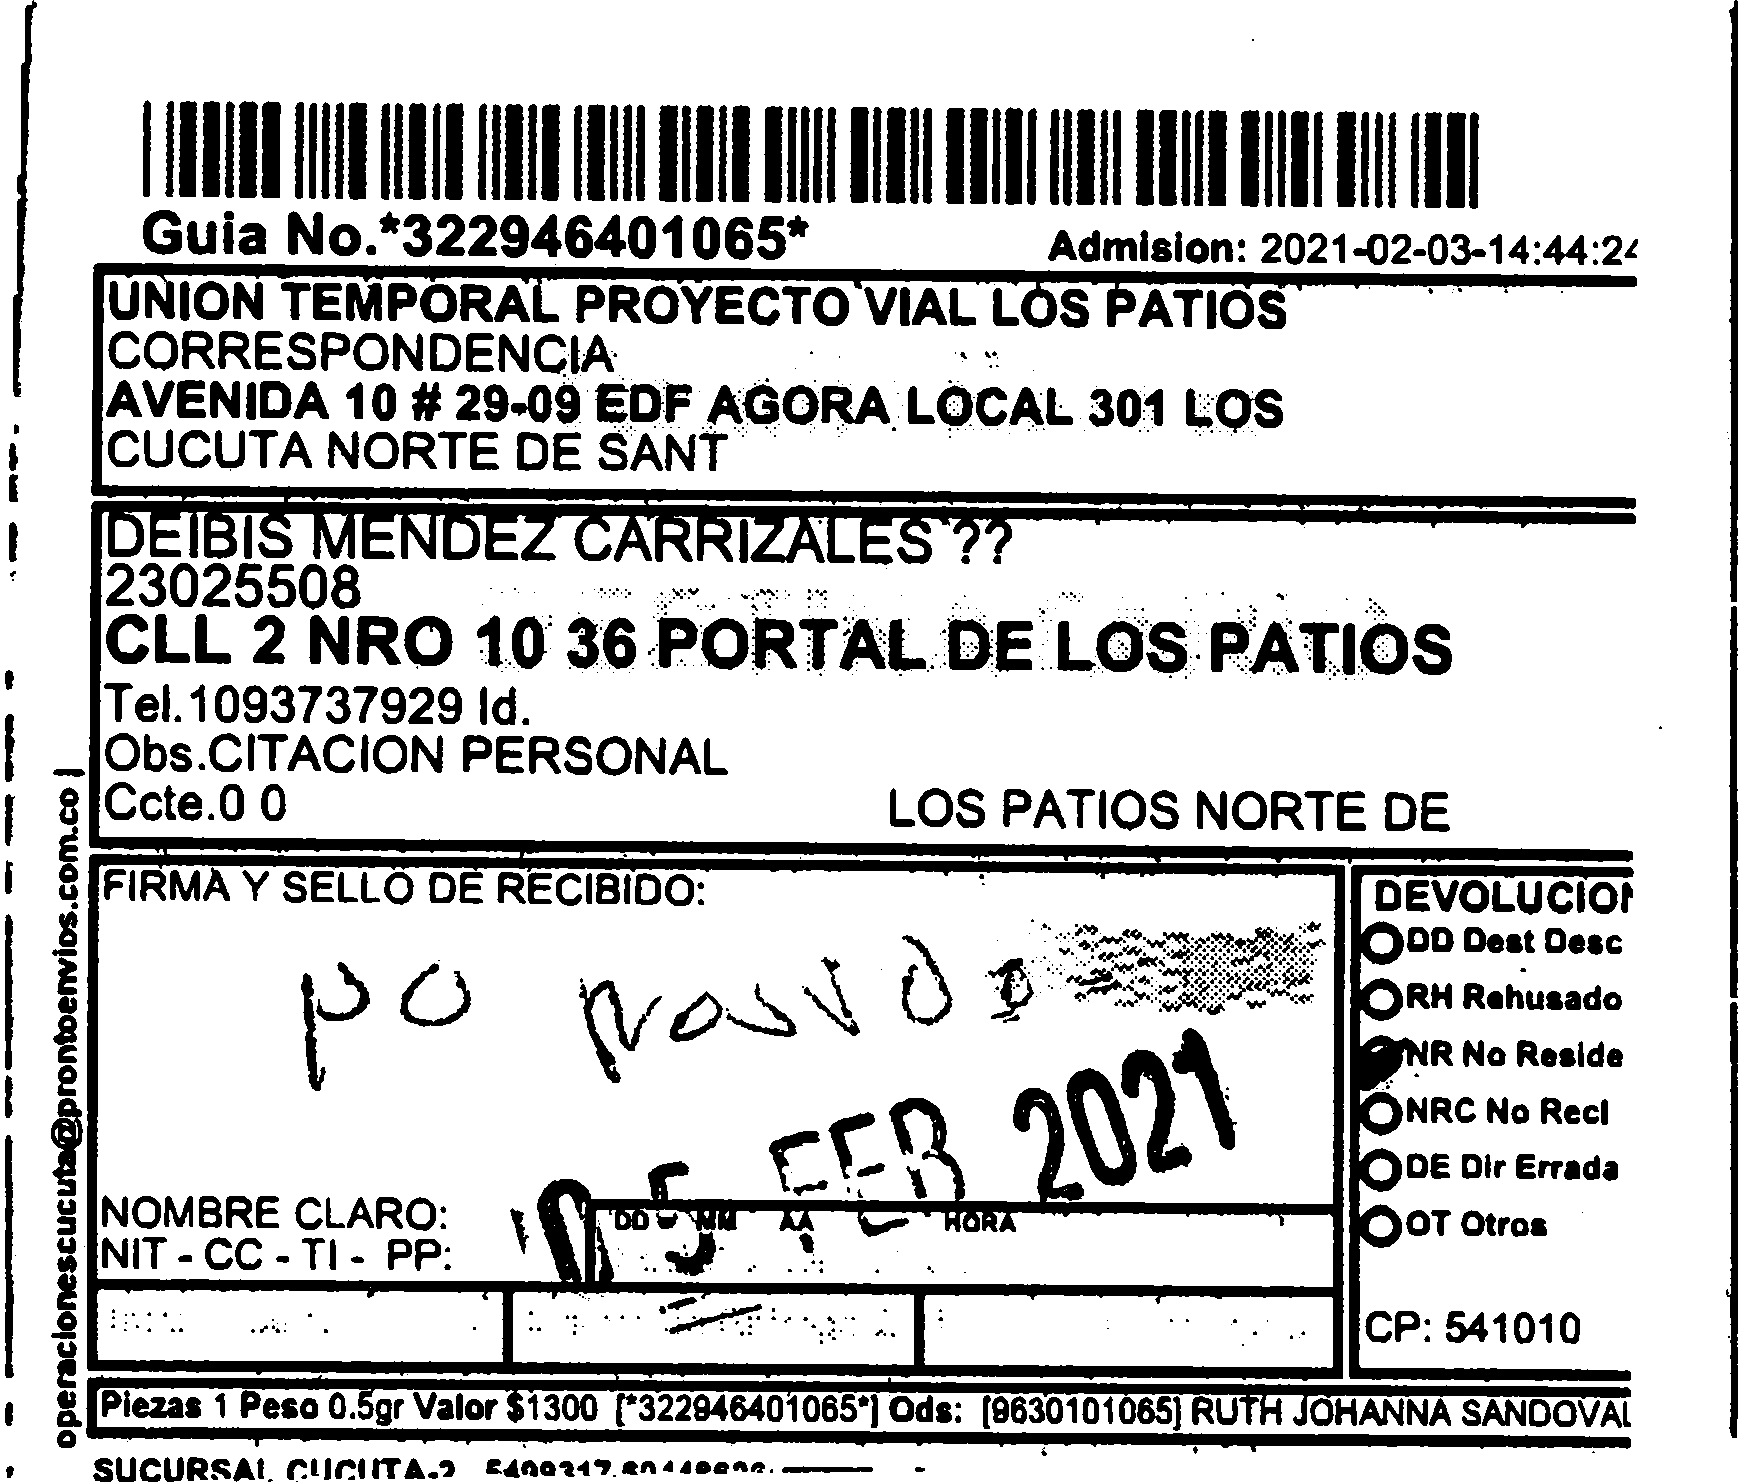 Guia No.*322946401065*
Admision: 2021-02-03-14:44:24
UNION TEMPORAL PROYECTO VIAL LOS PATIOS
CORRESPONDENCIA
AVENIDA 10 # 29-09 EDF AGORA LOCAL 301 LOS
CUCUTA NORTE DE SANT
DEIBIS MENDEZ CARRIZALES ??
23025508
CLL 2 NRO 10 36 PORTAL DE LOS PATIOS
Tel.1093737929 Id.
Obs.CITACION PERSONAL
Ccte.0 0
LOS PATIOS NORTE DE
operacionescucuta@prontoenvios.com.co |
FIRMA Y SELLO DE RECIBIDO:
05 FEB 2021
NOMBRE CLARO:
NIT - CC - TI - PP:
DD MM AA HORA
DEVOLUCION
DD Dest Desc
RH Rehusado
NR No Reside
NRC No Recl
DE Dir Errada
OT Otros
CP: 541010
Piezas 1 Peso 0.5gr Valor $1300 [*322946401065*] Ods: [9630101065] RUTH JOHANNA SANDOVAL
SUCURSAL CUCUTA-2